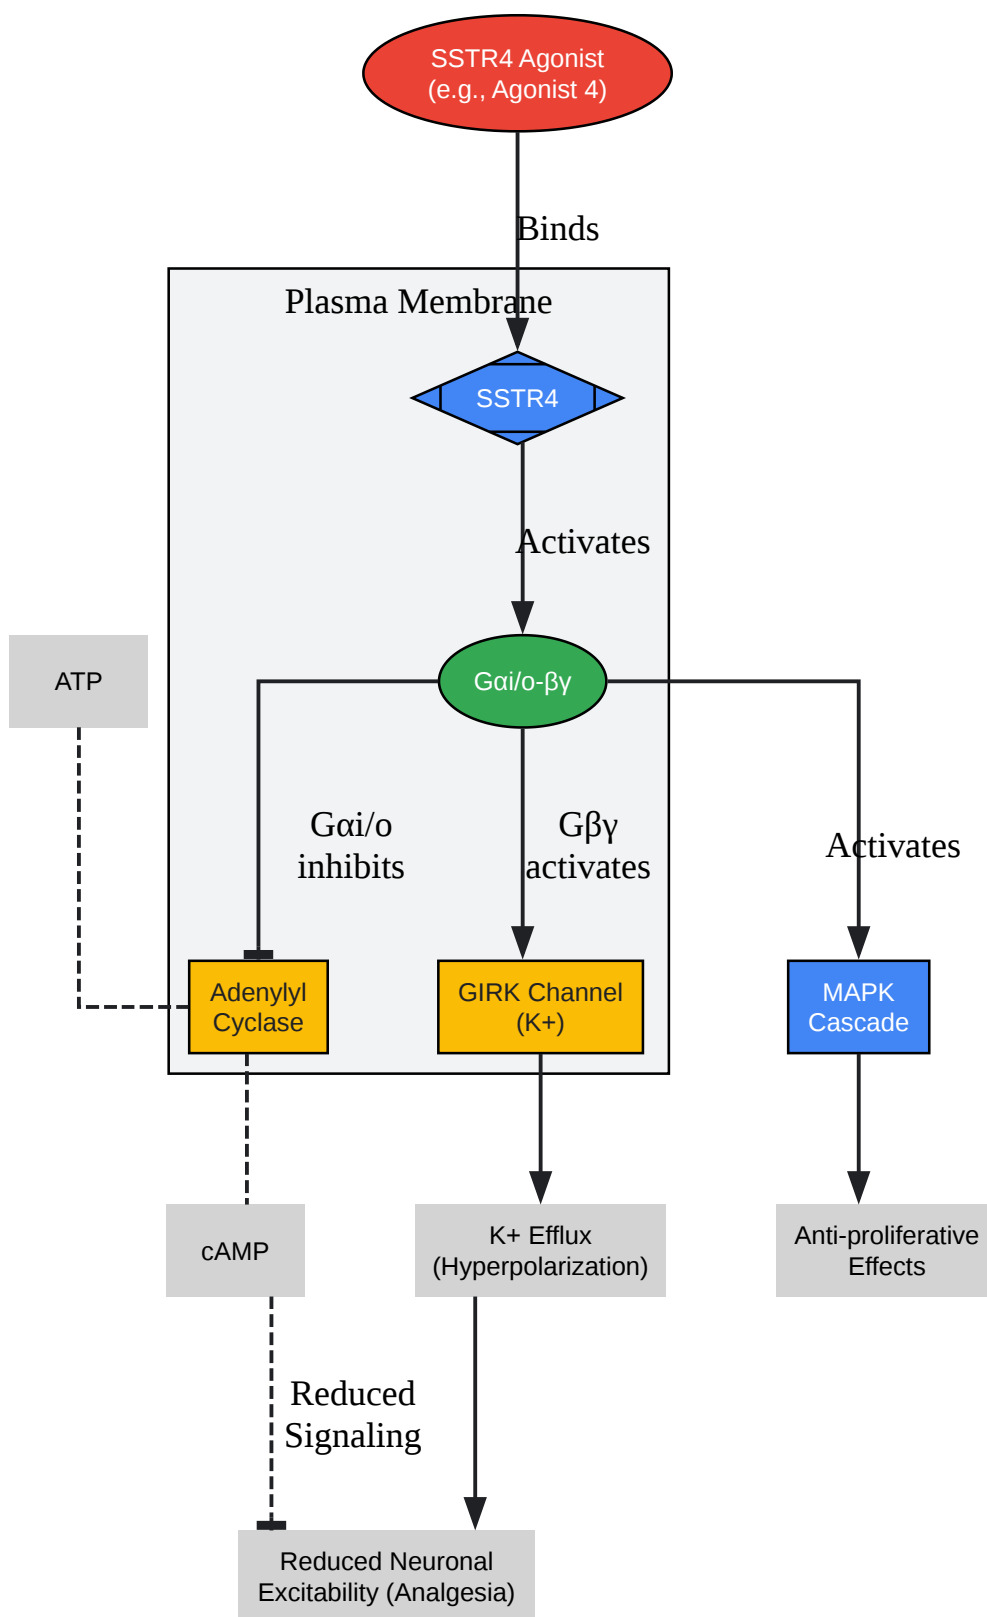 SSTR4 Agonist
(e.g., Agonist 4)
Binds
Plasma Membrane
SSTR4
Activates
ATP
Gαi/o-βγ
Gαi/o
inhibits
Gβγ
activates
Activates
Adenylyl
Cyclase
GIRK Channel
(K+)
MAPK
Cascade
cAMP
K+ Efflux
(Hyperpolarization)
Anti-proliferative
Effects
Reduced
Signaling
Reduced Neuronal
Excitability (Analgesia)